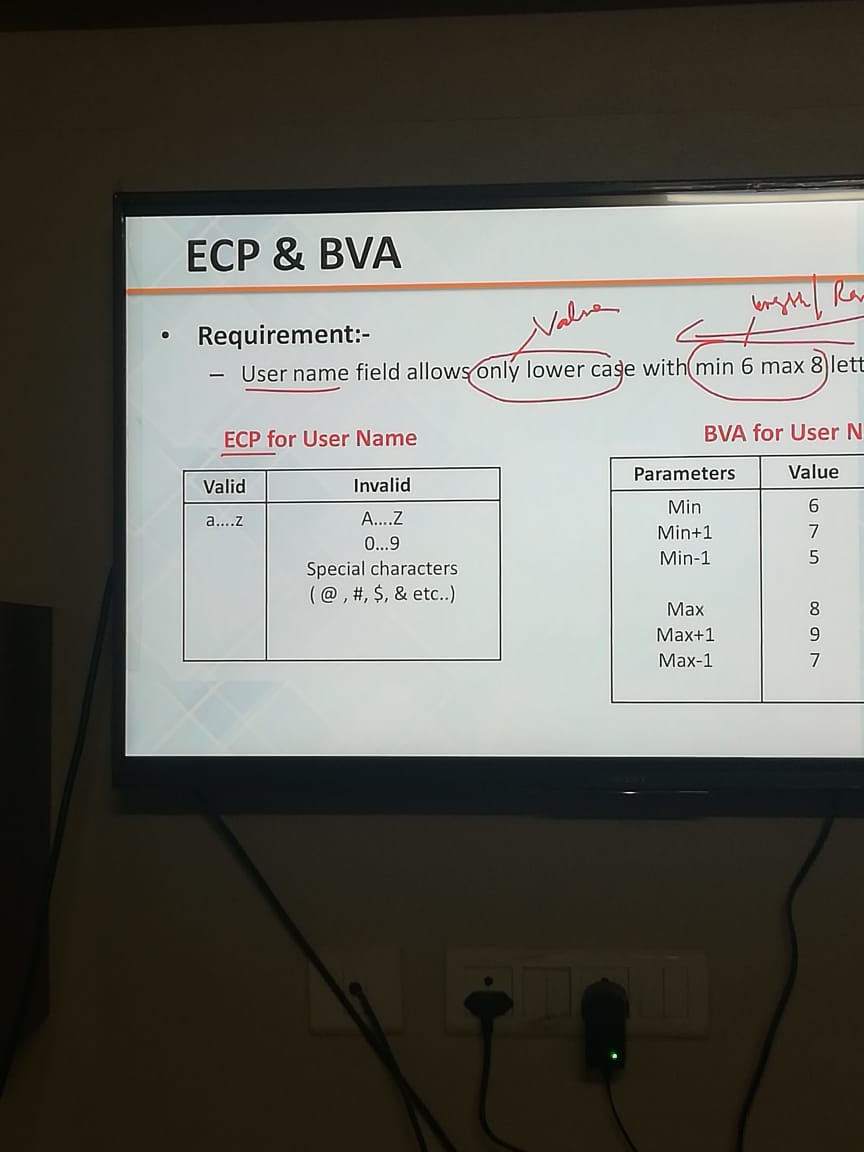 ECP & BVA
Value
length/
• Requirement:-
– User name field allows only lower case with min 6 max 8 lett
ECP for User Name
Valid Invalid
a....z A....Z
0...9
Special characters
( @ , #, $, & etc..)
BVA for User N
Parameters Value
Min 6
Min+1 7
Min-1 5
Max 8
Max+1 9
Max-1 7